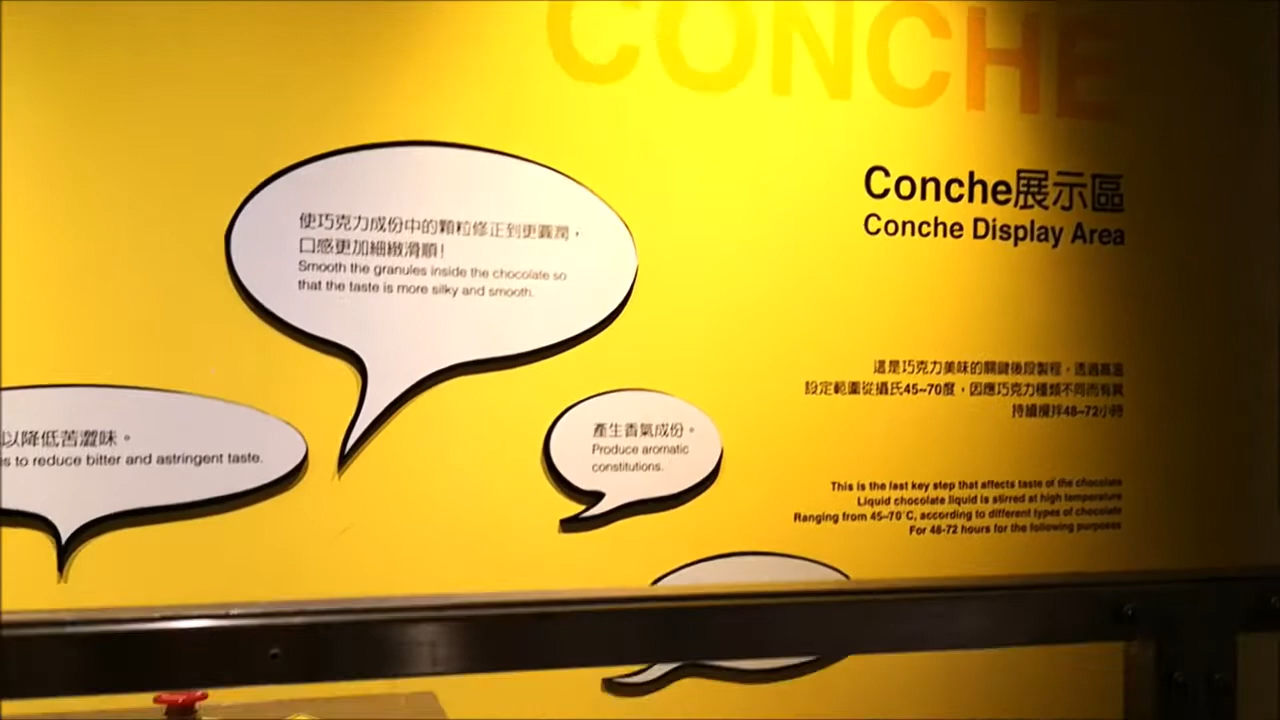 CONCHE
Conche展示區
Conche Display Area
使巧克力成份中的顆粒修正到更圓潤，
口感更加細緻滑順!
Smooth the granules inside the chocolate so
that the taste is more silky and smooth.
以降低苦澀味。
s to reduce bitter and astringent taste.
產生香氣成份。
Produce aromatic
constitutions.
這是巧克力美味的關鍵後段製程，透過高溫
設定範圍從攝氏45~70度，因應巧克力種類不同而有異
持續攪拌48~72小時
This is the last key step that affects taste of the chocolate
Liquid chocolate liquid is stirred at high temperature
Ranging from 45~70°C, according to different types of chocolate
For 48-72 hours for the following purposes